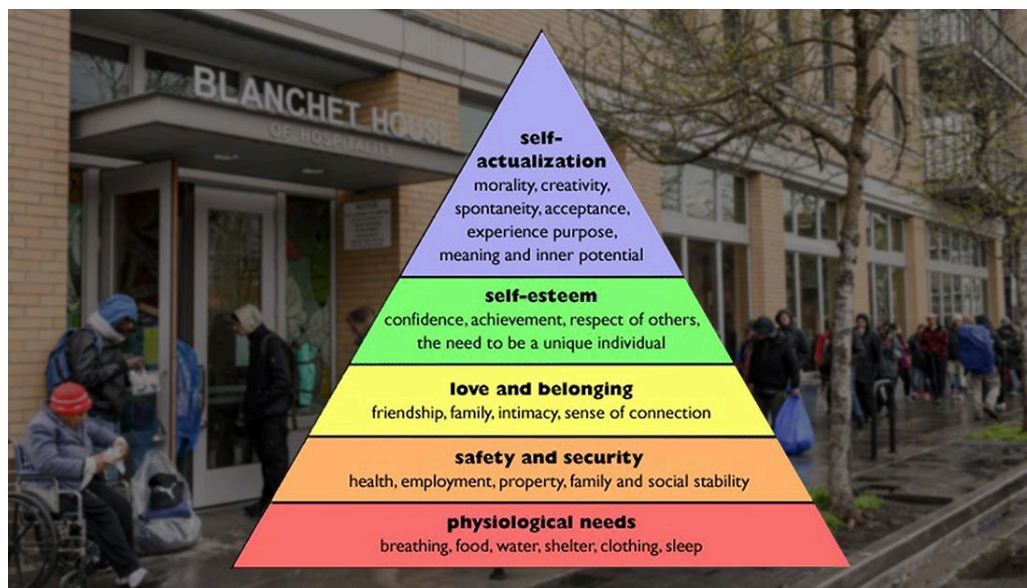 BLANCHET HOUSE
OF HOSPITALITY
self-
actualization
morality, creativity,
spontaneity, acceptance,
experience purpose,
meaning and inner potential
self-esteem
confidence, achievement, respect of others,
the need to be a unique individual
love and belonging
friendship, family, intimacy, sense of connection
safety and security
health, employment, property, family and social stability
physiological needs
breathing, food, water, shelter, clothing, sleep